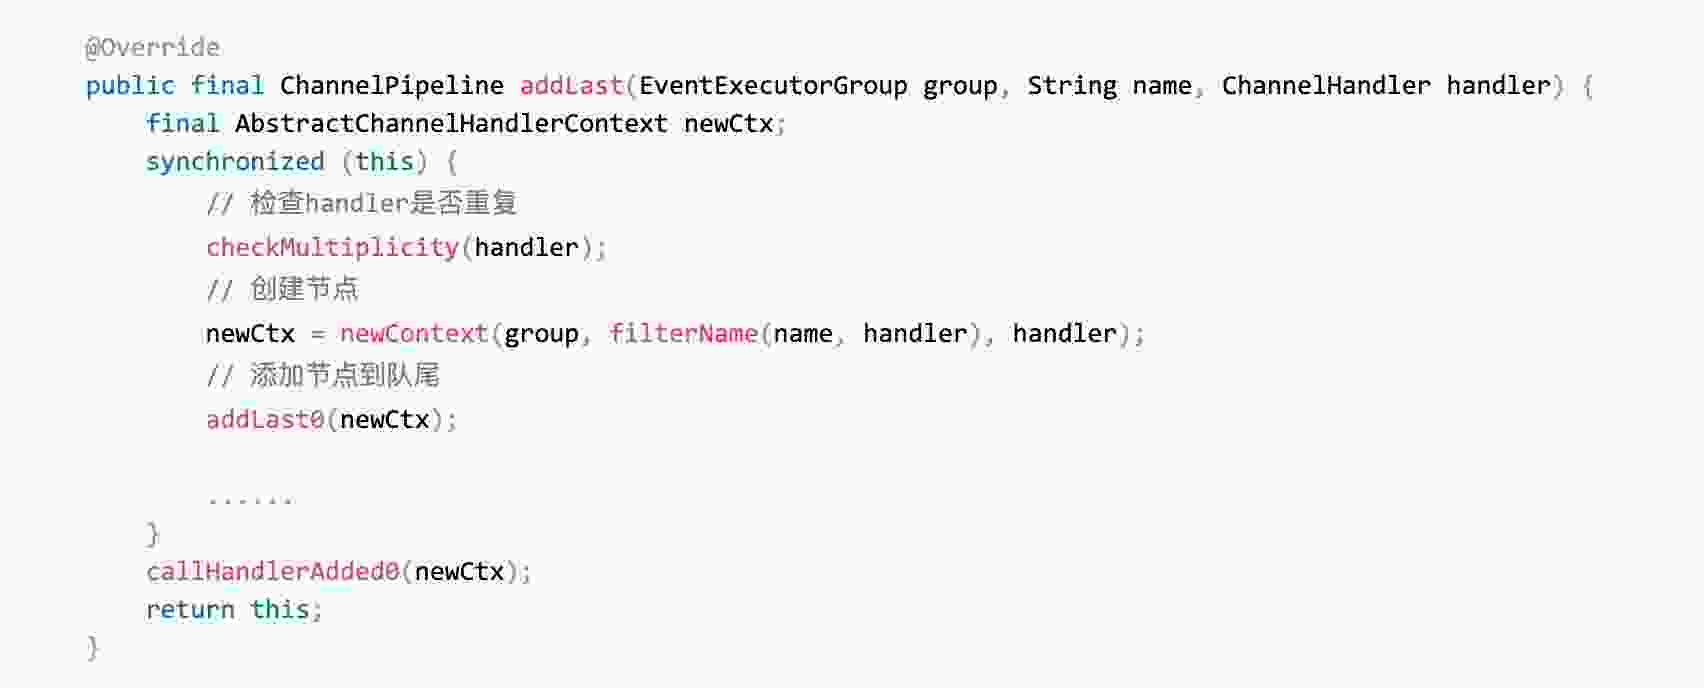 @Override
public final ChannelPipeline addLast(EventExecutorGroup group, String name, ChannelHandler handler) {
    final AbstractChannelHandlerContext newCtx;
    synchronized (this) {
        // 检查handler是否重复
        checkMultiplicity(handler);
        // 创建节点
        newCtx = newContext(group, filterName(name, handler), handler);
        // 添加节点到队尾
        addLast0(newCtx);
        ......
    }
    callHandlerAdded0(newCtx);
    return this;
}